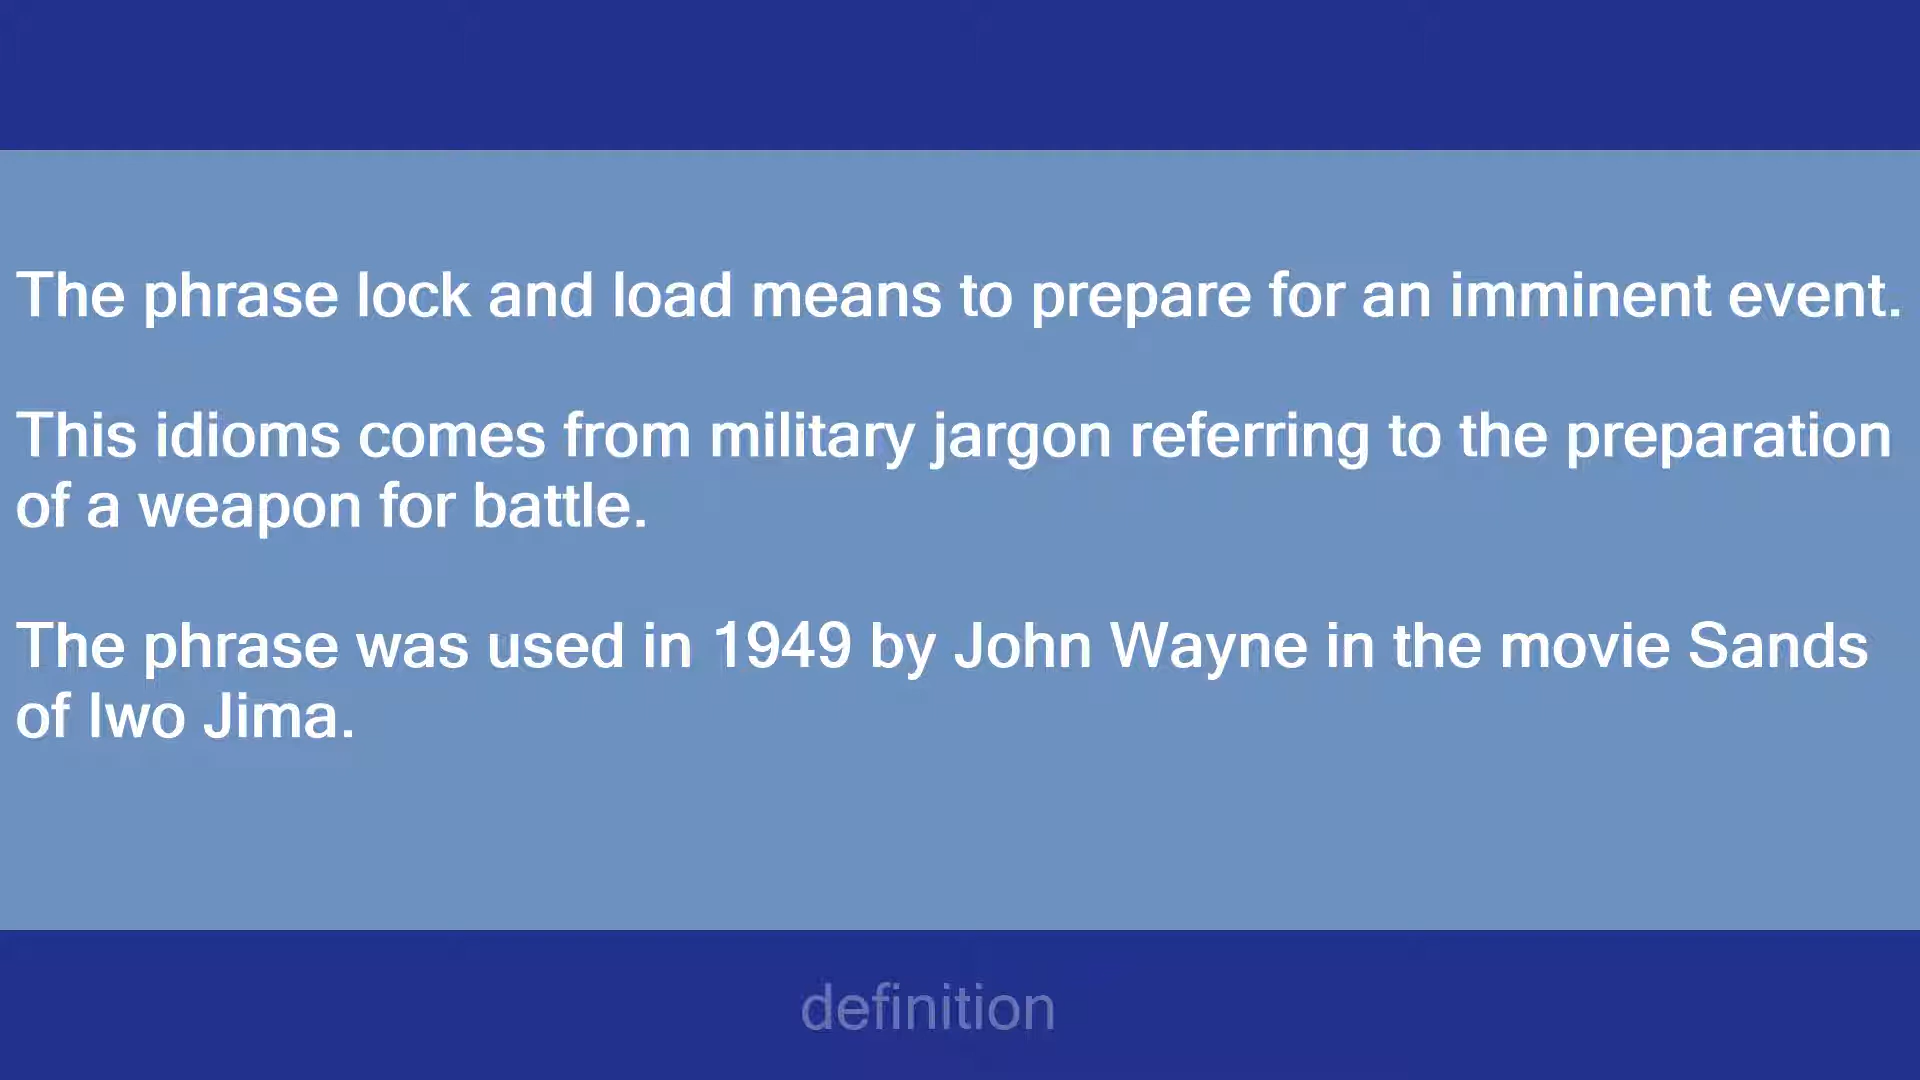 The phrase lock and load means to prepare for an imminent event.
This idioms comes from military jargon referring to the preparation
of a weapon for battle.
The phrase was used in 1949 by John Wayne in the movie Sands
of Iwo Jima.
definition